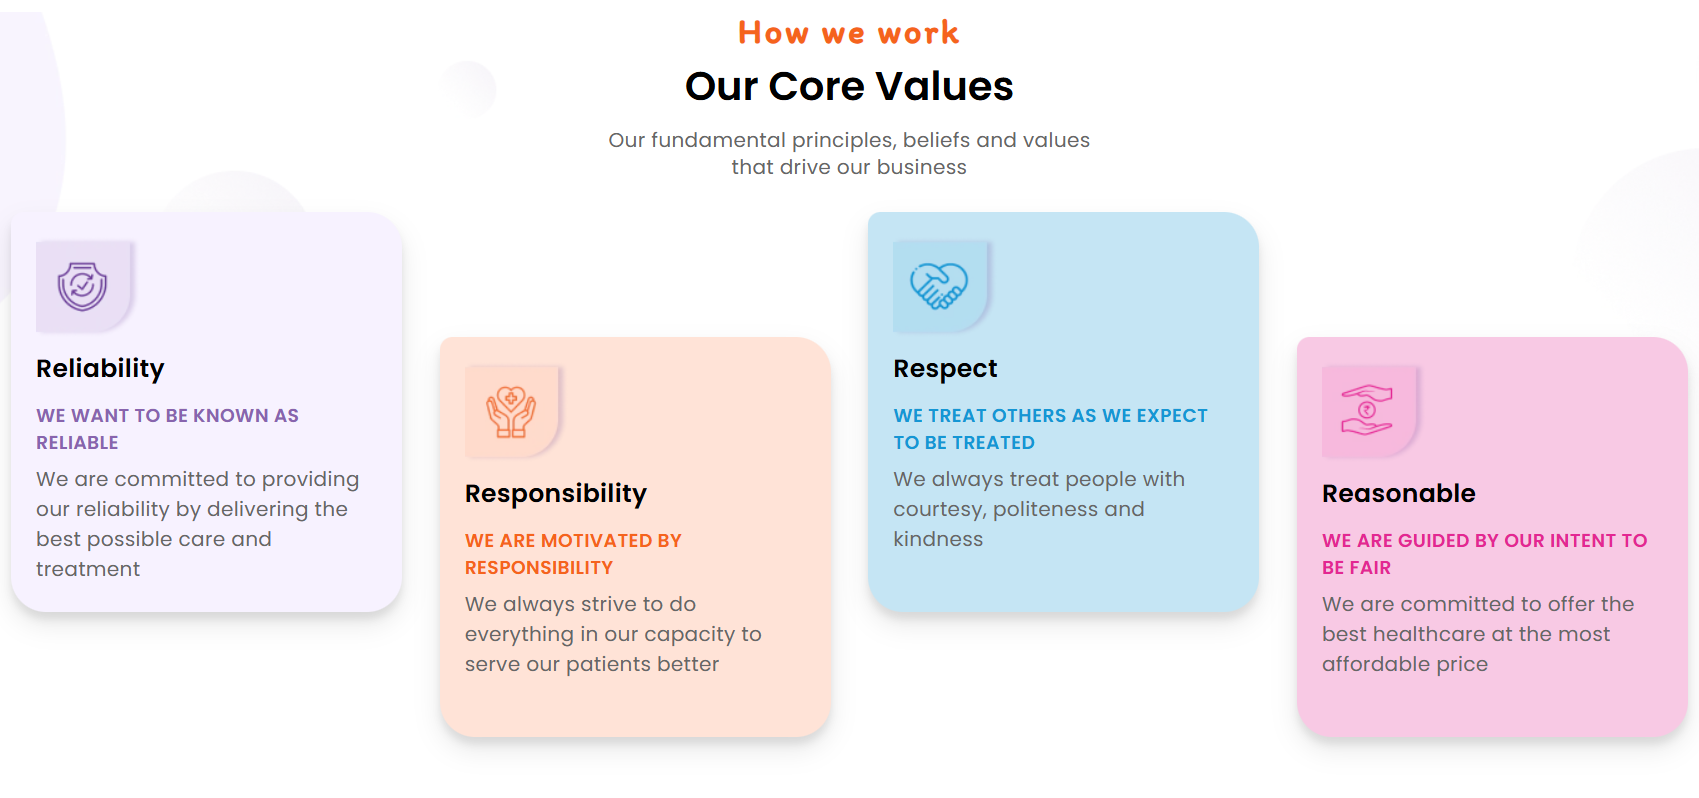 How we work
Our Core Values
Our fundamental principles, beliefs and values
that drive our business
Reliability
WE WANT TO BE KNOWN AS
RELIABLE
We are committed to providing
our reliability by delivering the
best possible care and
treatment
Responsibility
WE ARE MOTIVATED BY
RESPONSIBILITY
We always strive to do
everything in our capacity to
serve our patients better
Respect
WE TREAT OTHERS AS WE EXPECT
TO BE TREATED
We always treat people with
courtesy, politeness and
kindness
₹
Reasonable
WE ARE GUIDED BY OUR INTENT TO
BE FAIR
We are committed to offer the
best healthcare at the most
affordable price